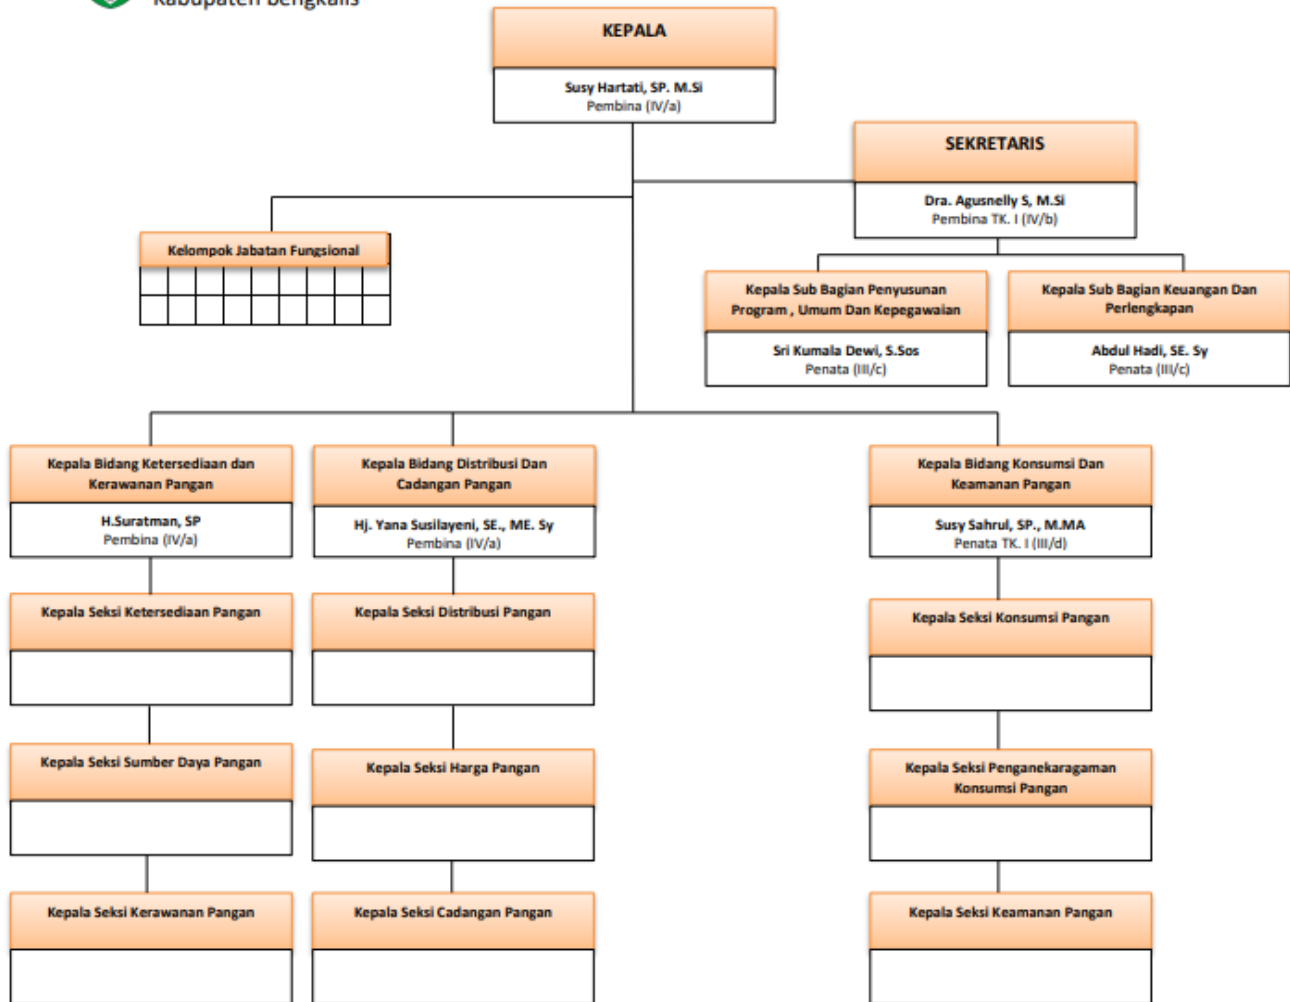 Kabupaten bengkalis
KEPALA
Susy Hartati, SP. M.Si
Pembina (IV/a)
SEKRETARIS
Dra. Agusnelly S, M.Si
Pembina TK. I (IV/b)
Kelompok Jabatan Fungsional
Kepala Sub Bagian Penyusunan
Program , Umum Dan Kepegawaian
Sri Kumala Dewi, S.Sos
Penata (III/c)
Kepala Sub Bagian Keuangan Dan
Perlengkapan
Abdul Hadi, SE. Sy
Penata (III/c)
Kepala Bidang Ketersediaan dan
Kerawanan Pangan
H.Suratman, SP
Pembina (IV/a)
Kepala Bidang Distribusi Dan
Cadangan Pangan
Hj. Yana Susilayeni, SE., ME. Sy
Pembina (IV/a)
Kepala Bidang Konsumsi Dan
Keamanan Pangan
Susy Sahrul, SP., M.MA
Penata TK. I (III/d)
Kepala Seksi Ketersediaan Pangan
Kepala Seksi Distribusi Pangan
Kepala Seksi Konsumsi Pangan
Kepala Seksi Sumber Daya Pangan
Kepala Seksi Harga Pangan
Kepala Seksi Penganekaragaman
Konsumsi Pangan
Kepala Seksi Kerawanan Pangan
Kepala Seksi Cadangan Pangan
Kepala Seksi Keamanan Pangan